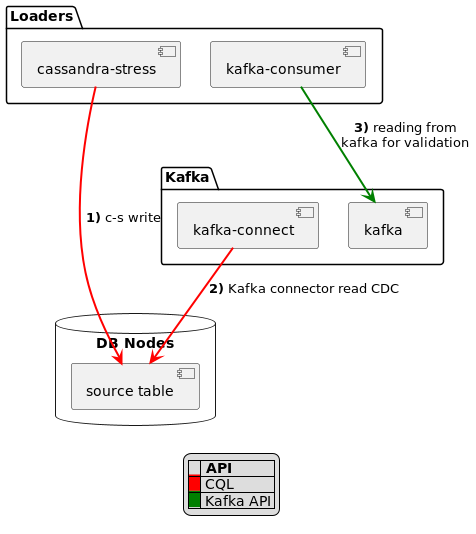 Loaders
cassandra-stress
kafka-consumer
3) reading from
kafka for validation
Kafka
kafka-connect
kafka
1) c-s write
2) Kafka connector read CDC
DB Nodes
source table
API
CQL
Kafka API